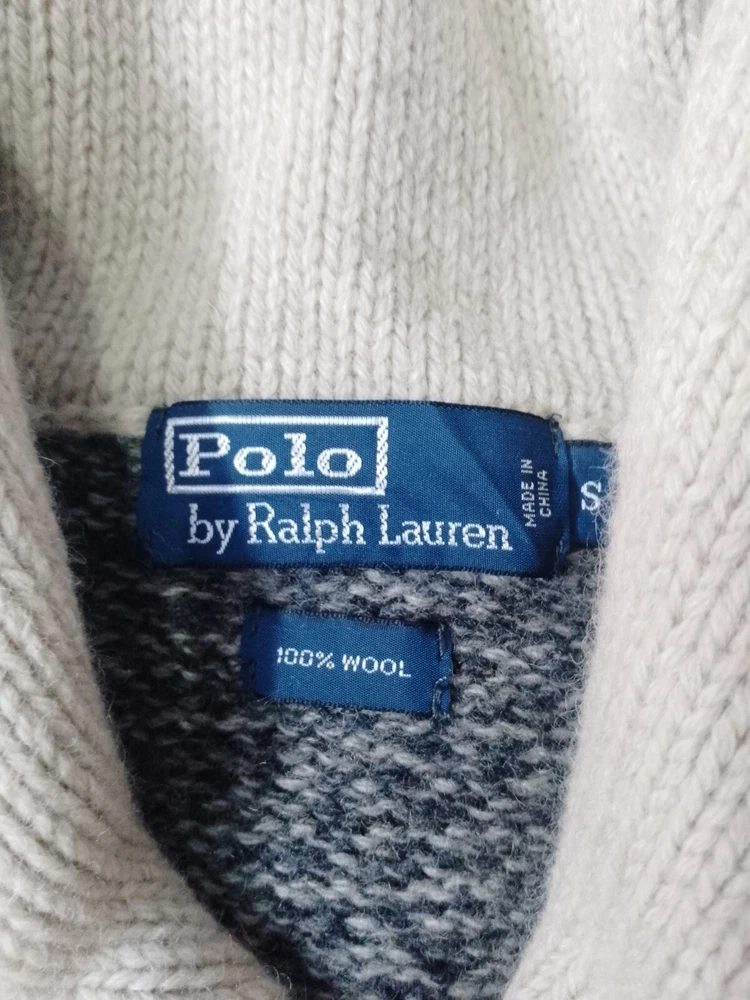 Polo
by Ralph Lauren
MADE IN
CHINA
S
100% WOOL